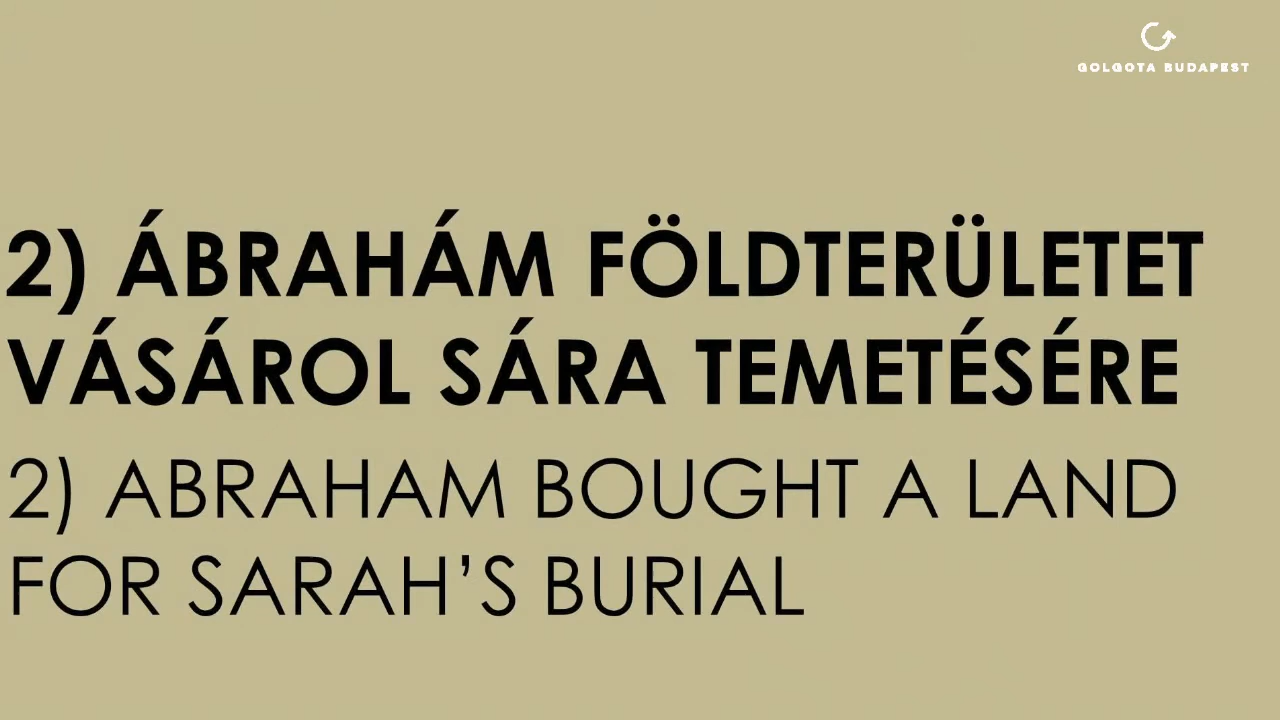 GOLGOTA BUDAPEST
2) ÁBRAHÁM FÖLDTERÜLETET
VÁSÁROL SÁRA TEMETÉSÉRE
2) ABRAHAM BOUGHT A LAND
FOR SARAH’S BURIAL